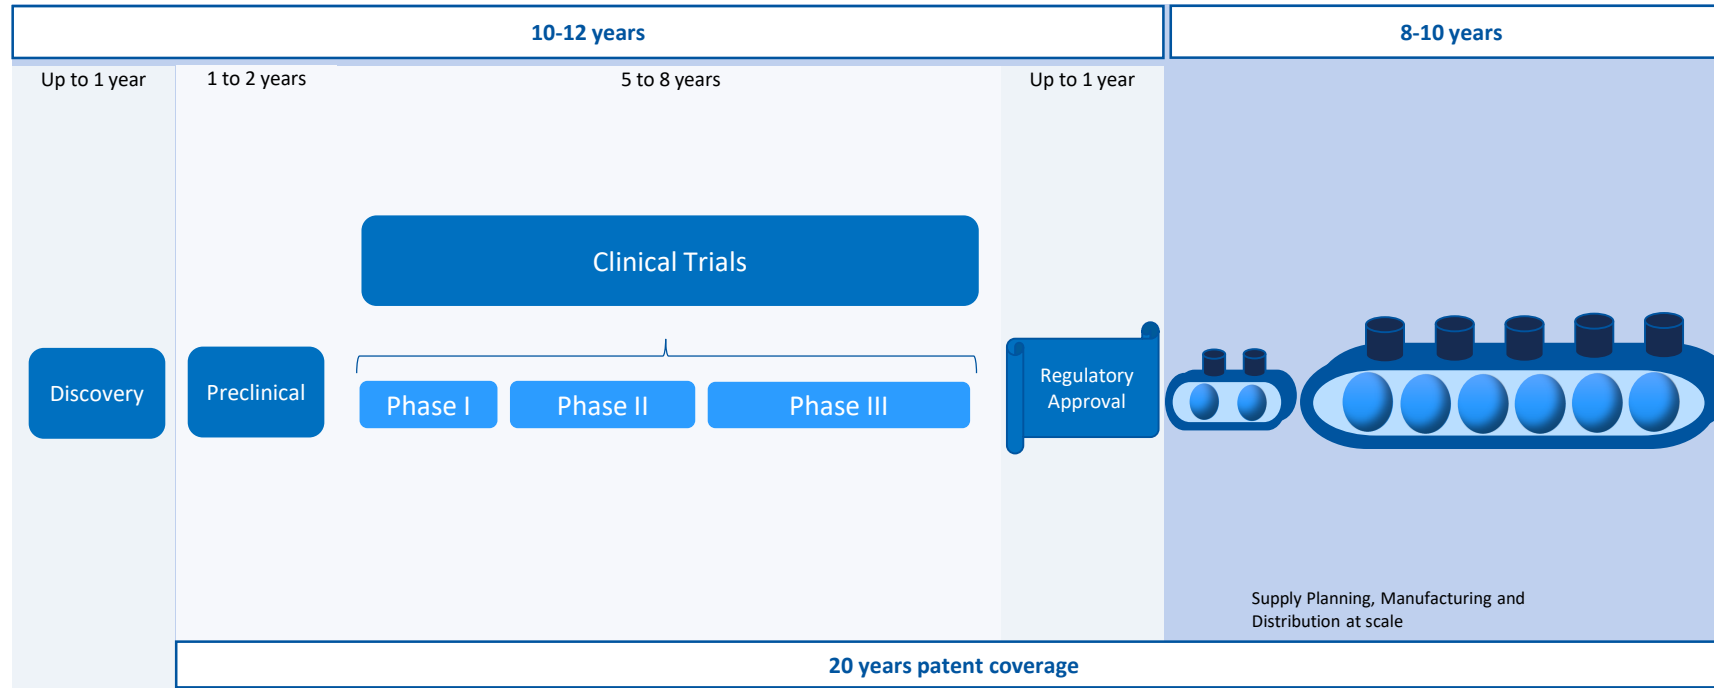 10-12 years
8-10 years
Up to 1 year
1 to 2 years
5 to 8 years
Up to 1 year
Clinical Trials
Discovery
Preclinical
Phase I
Phase II
Phase III
Regulatory
Approval
Supply Planning, Manufacturing and
Distribution at scale
20 years patent coverage